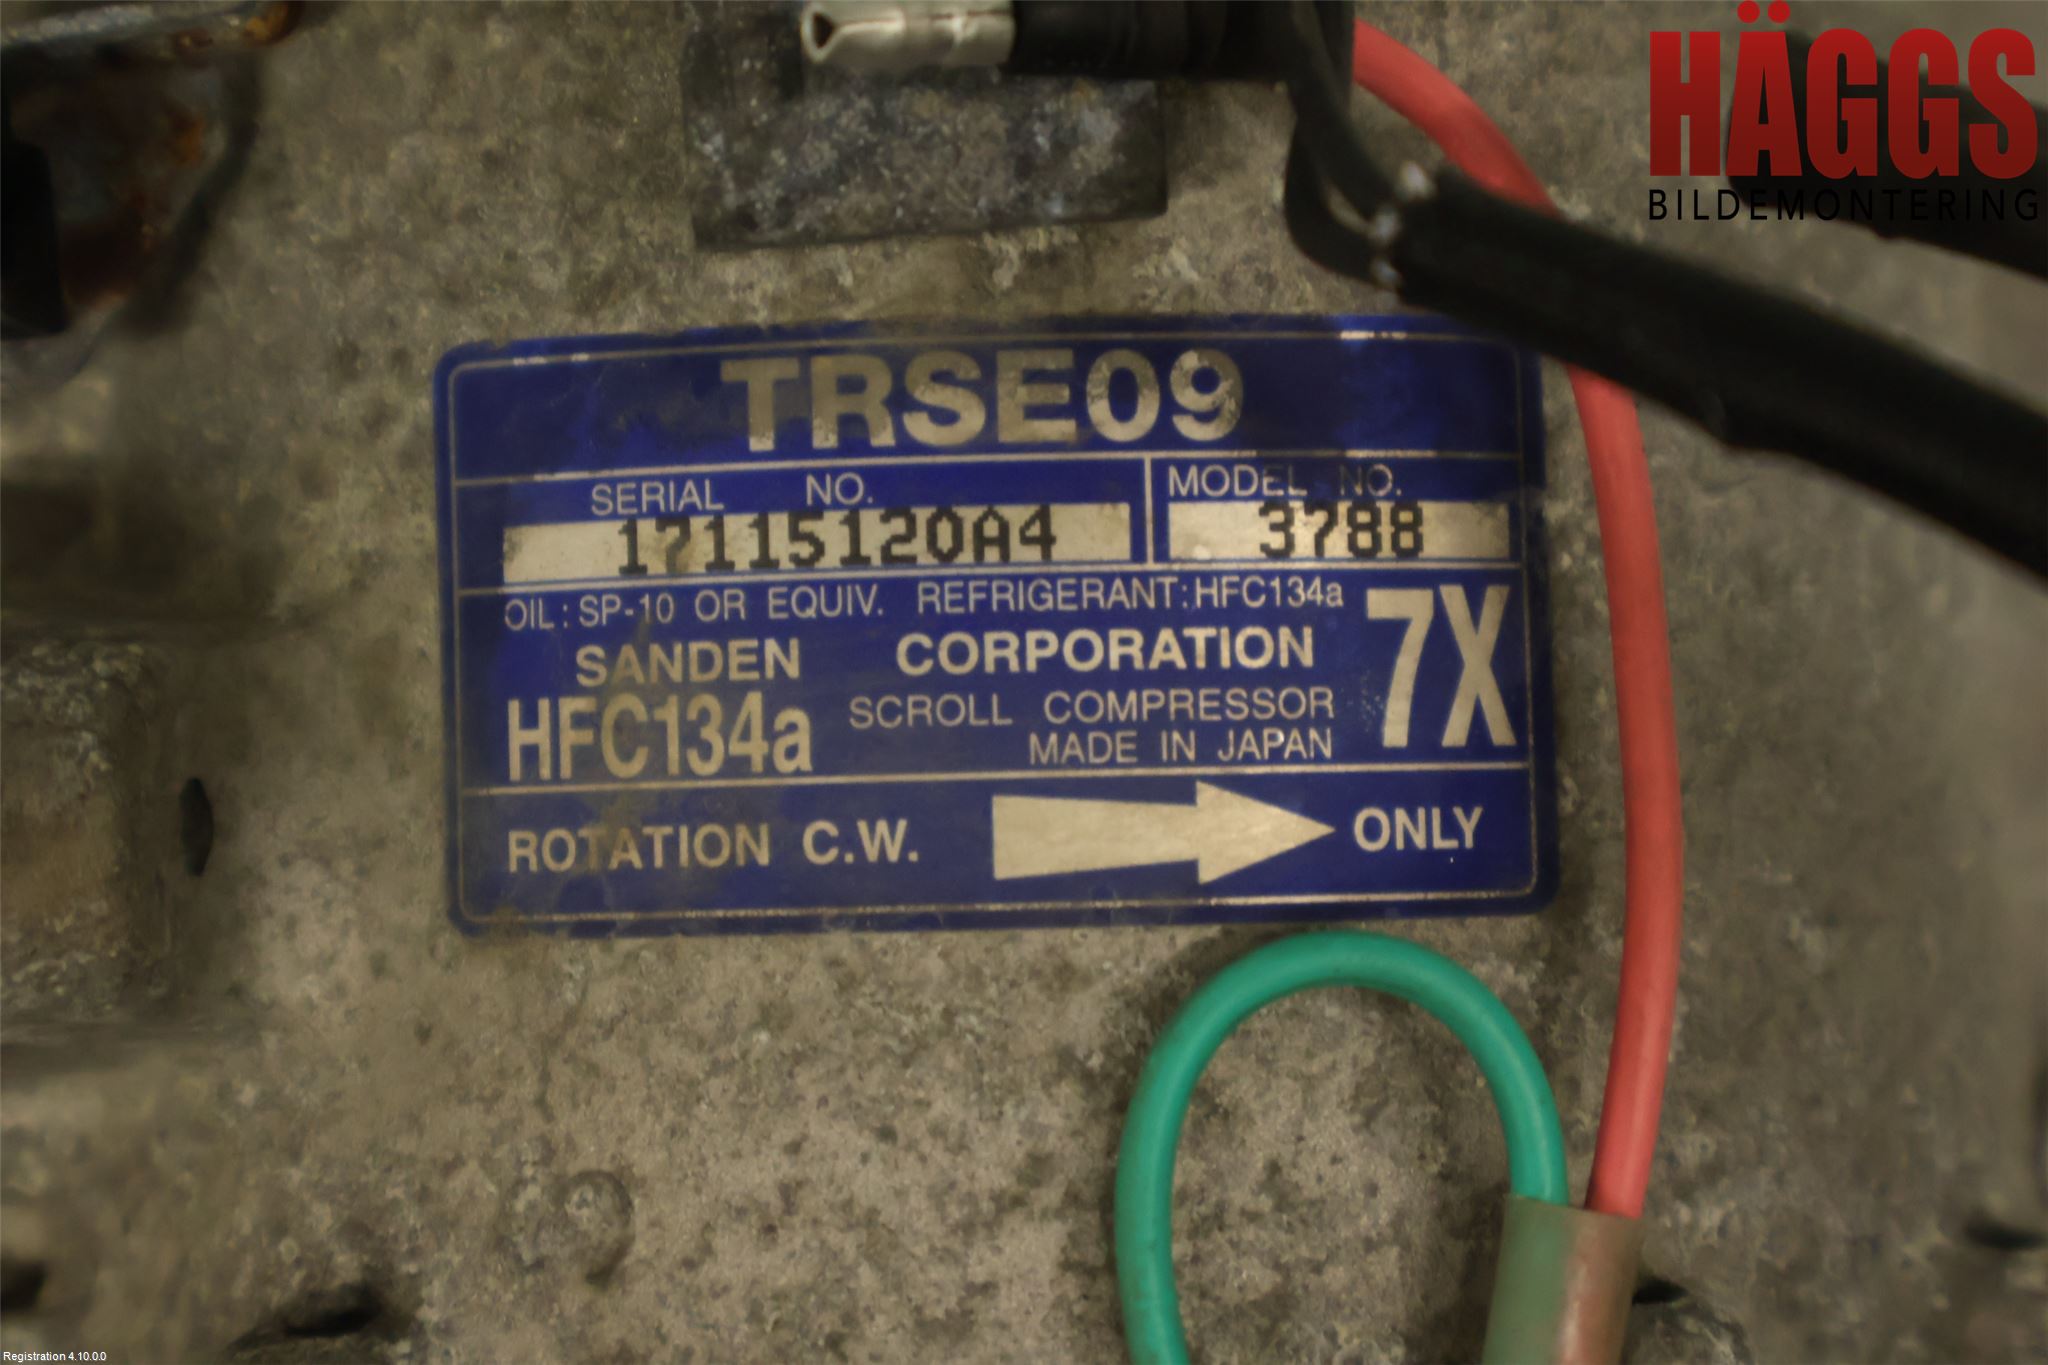 HÄGGS
BILDEMONTERING
TRSE09
SERIAL NO. MODEL NO.
17115120A4 3788
OIL: SP-10 OR EQUIV. REFRIGERANT:HFC134a
SANDEN CORPORATION 7X
HFC134a SCROLL COMPRESSOR
MADE IN JAPAN
ROTATION C.W. ONLY
Registration 4.10.0.0